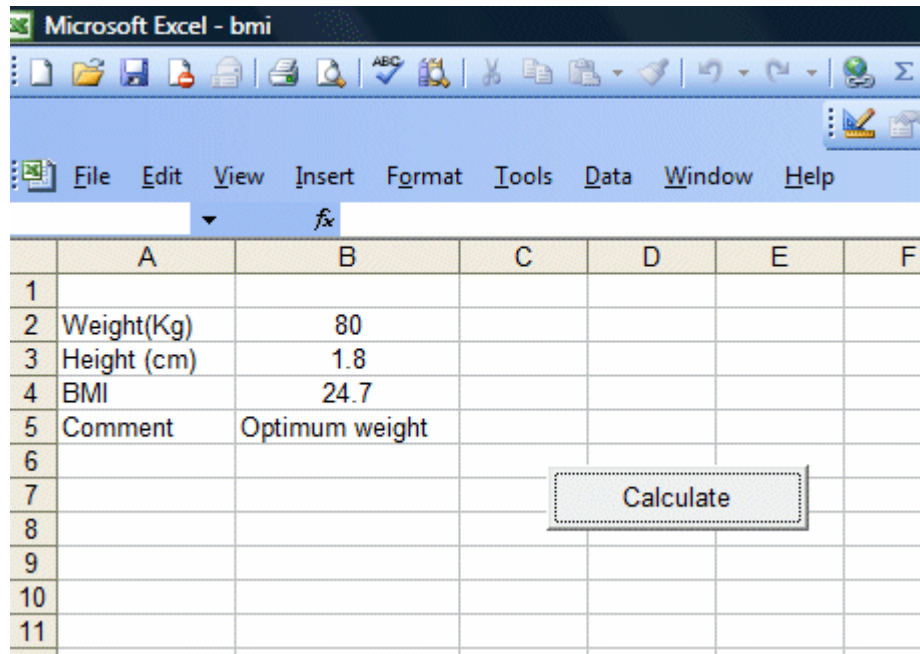 Microsoft Excel - bmi
ABC Σ
File Edit View Insert Format Tools Data Window Help
fx
A B C D E F
1
2 Weight(Kg) 80
3 Height (cm) 1.8
4 BMI 24.7
5 Comment Optimum weight
6
7 Calculate
8
9
10
11